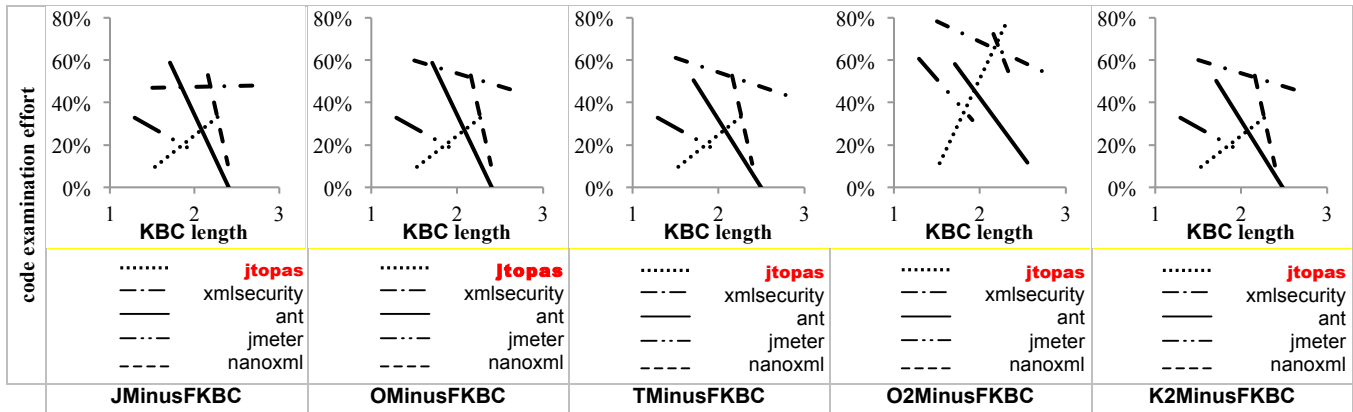 code examination effort
80%
60%
40%
20%
0%
1 2 3
KBC length
80%
60%
40%
20%
0%
1 2 3
KBC length
80%
60%
40%
20%
0%
1 2 3
KBC length
80%
60%
40%
20%
0%
1 2 3
KBC length
80%
60%
40%
20%
0%
1 2 3
KBC length
jtopas
xmlsecurity
ant
jmeter
nanoxml
Jtopas
xmlsecurity
ant
jmeter
nanoxml
jtopas
xmlsecurity
ant
jmeter
nanoxml
jtopas
xmlsecurity
ant
jmeter
nanoxml
jtopas
xmlsecurity
ant
jmeter
nanoxml
JMinusFKBC
OMinusFKBC
TMinusFKBC
O2MinusFKBC
K2MinusFKBC